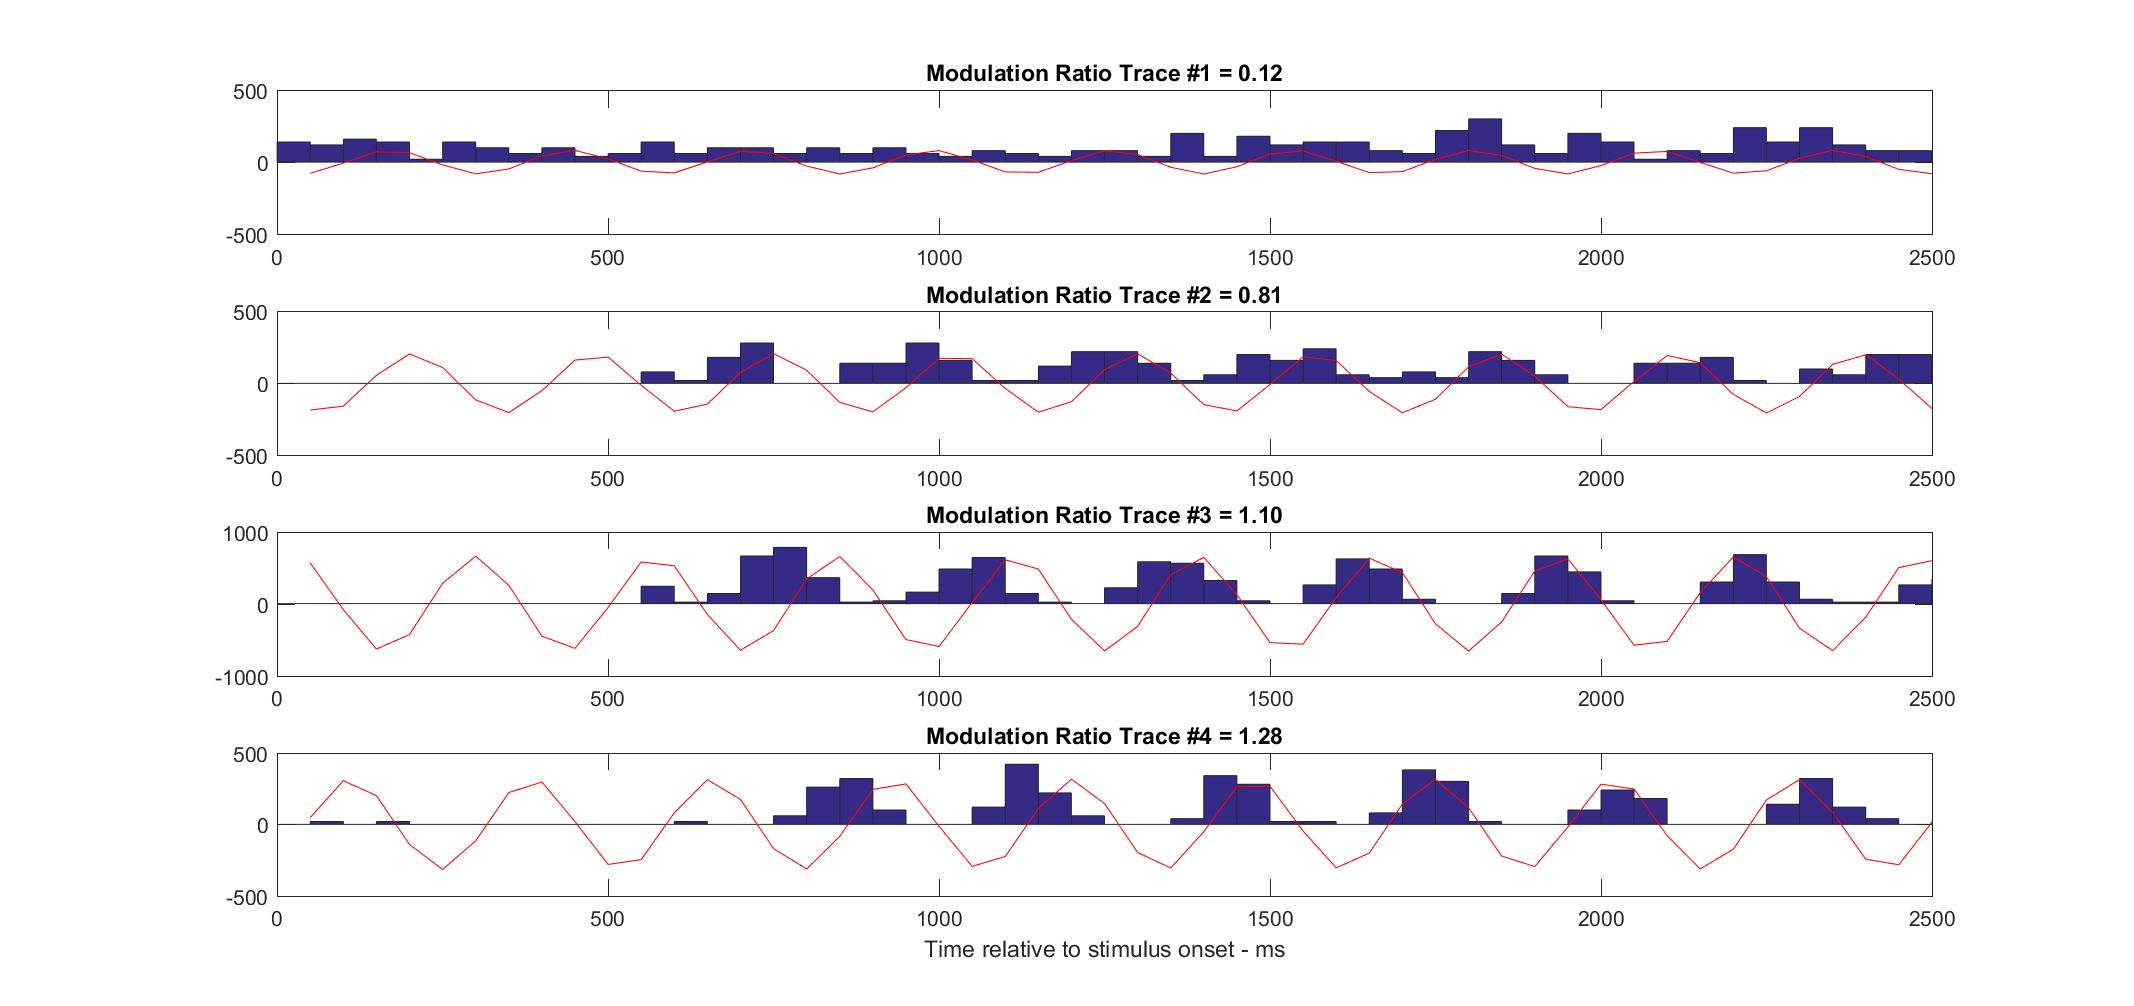 Modulation Ratio Trace #1 = 0.12
500
0
-500
0 500 1000 1500 2000 2500
Modulation Ratio Trace #2 = 0.81
500
0
-500
0 500 1000 1500 2000 2500
Modulation Ratio Trace #3 = 1.10
1000
0
-1000
0 500 1000 1500 2000 2500
Modulation Ratio Trace #4 = 1.28
500
0
-500
0 500 1000 1500 2000 2500
Time relative to stimulus onset - ms